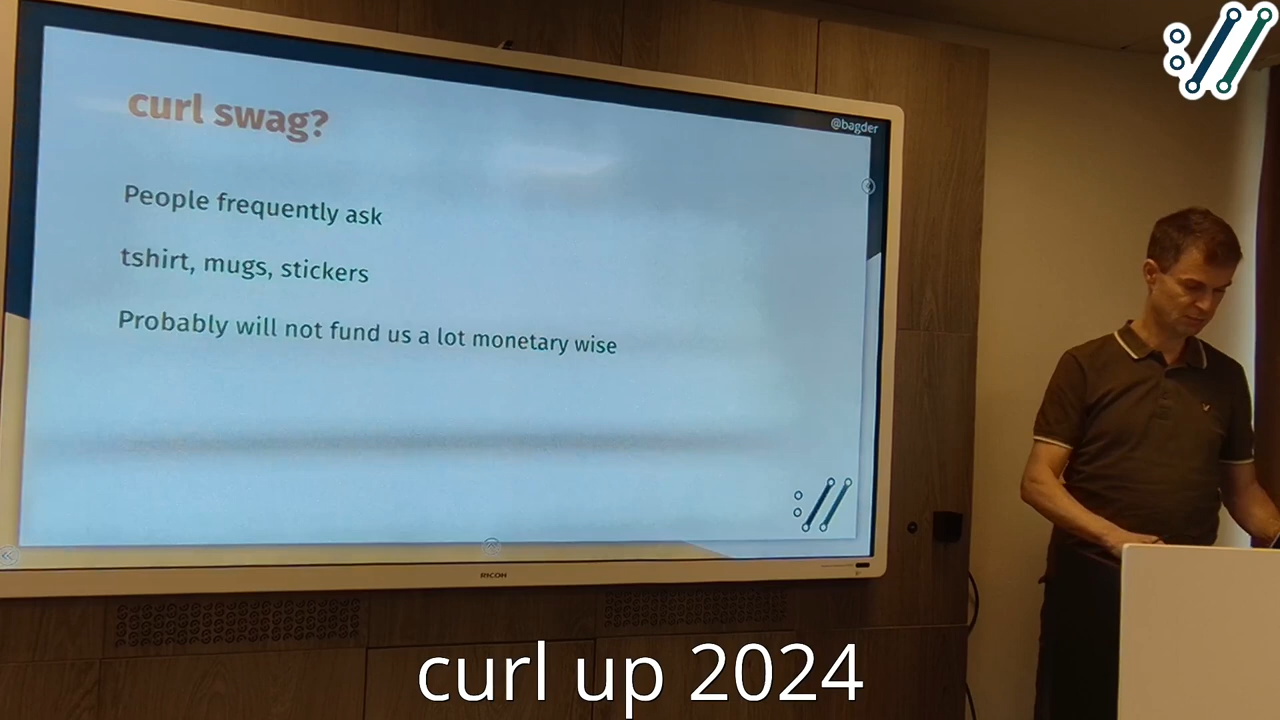 curl swag?
@bagder
People frequently ask
tshirt, mugs, stickers
Probably will not fund us a lot monetary wise
RICOH
curl up 2024